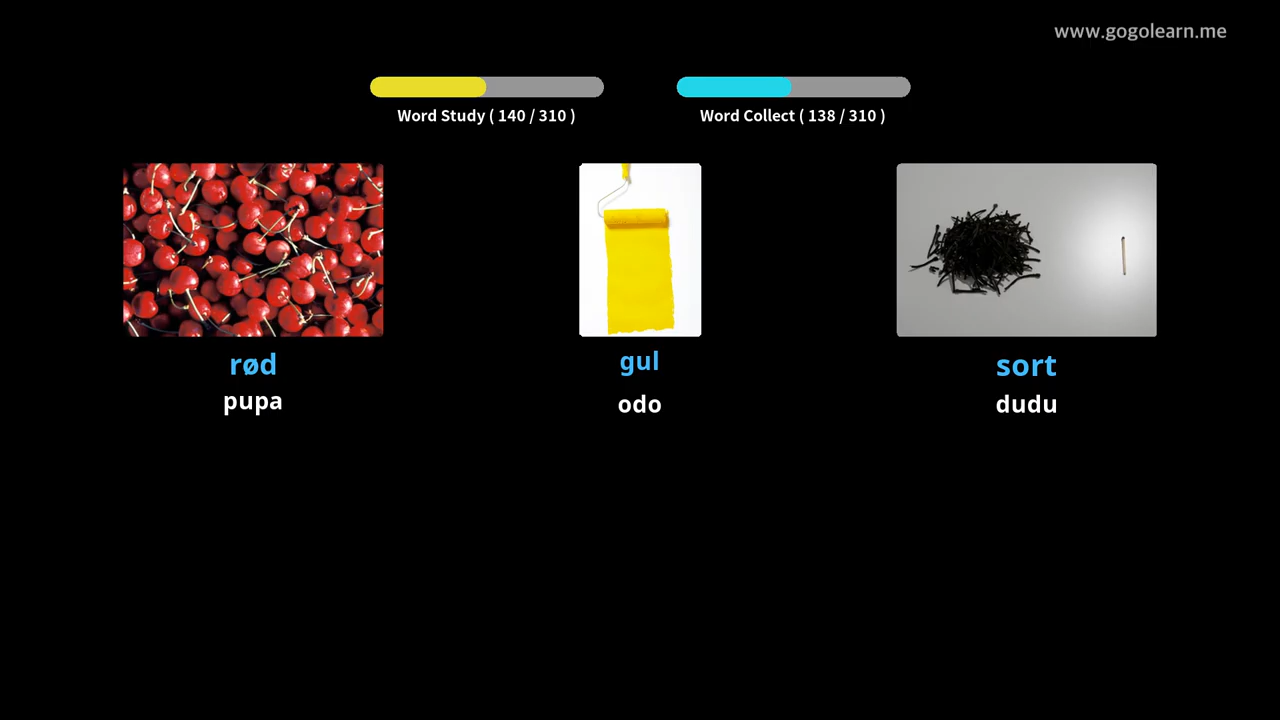 www.gogolearn.me
Word Study ( 140 / 310 )
Word Collect ( 138 / 310 )
rød
pupa
gul
odo
sort
dudu